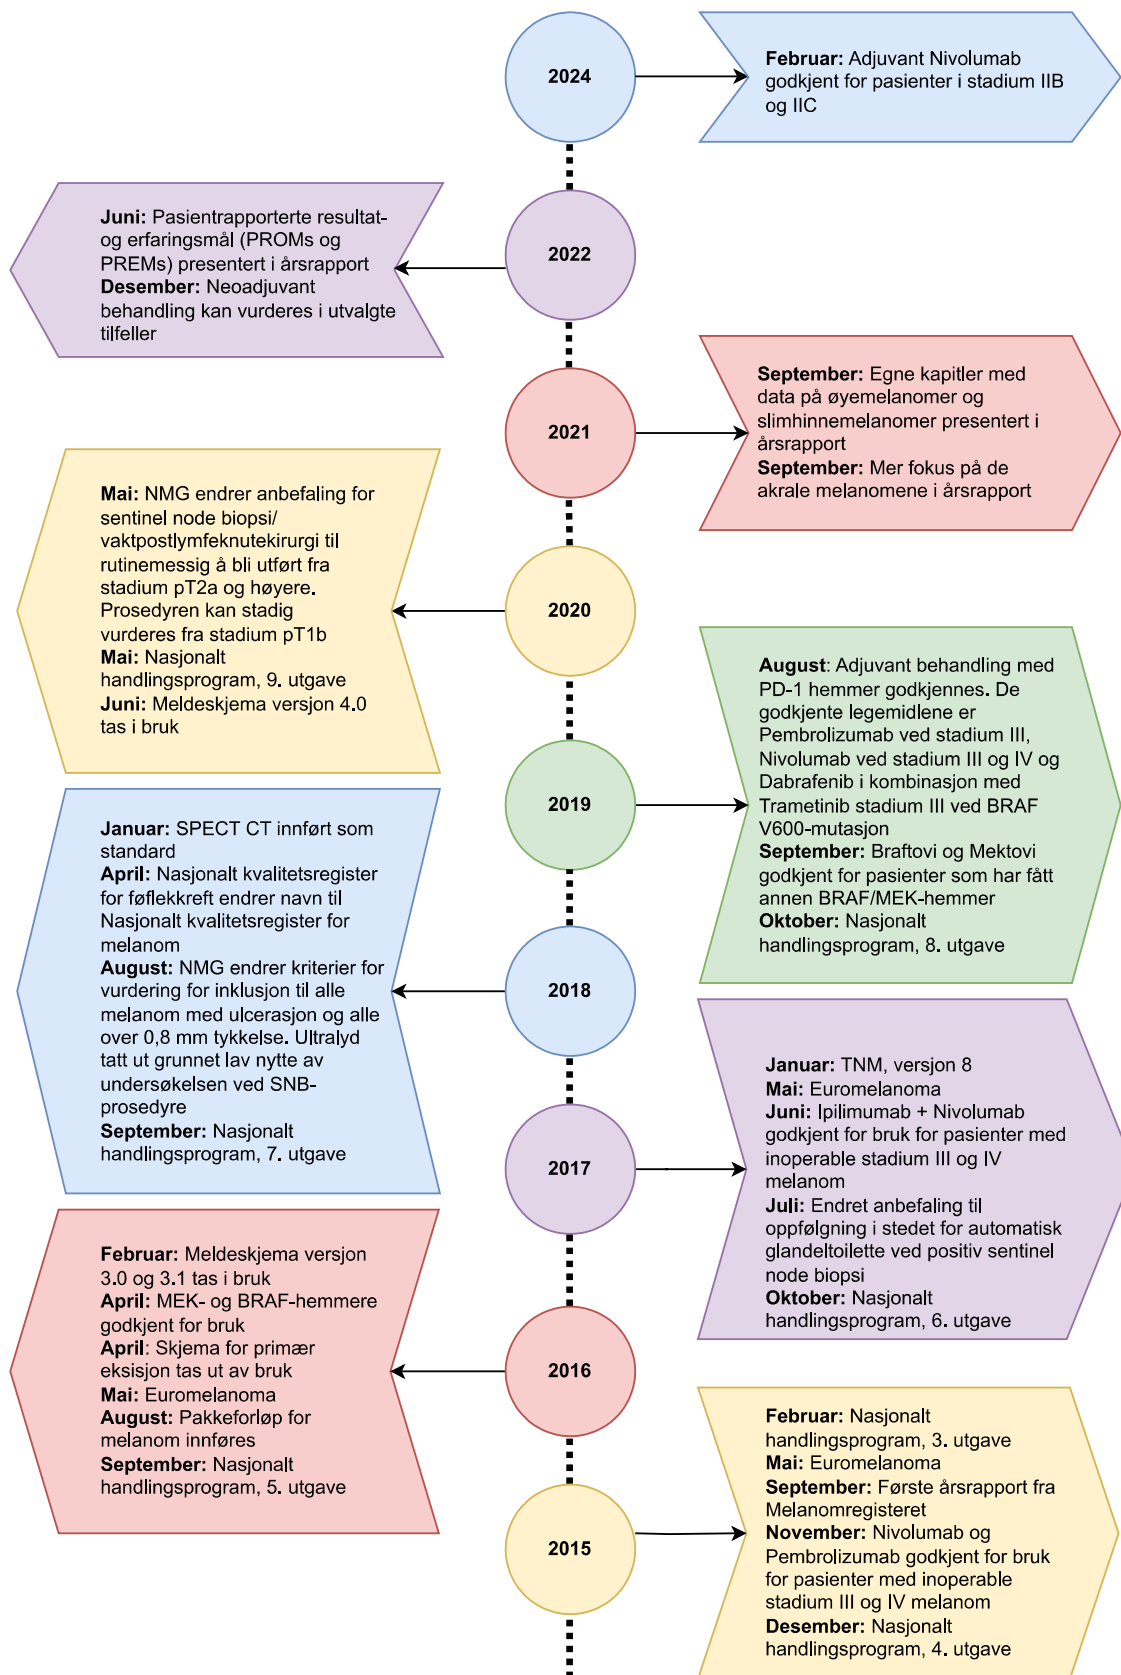 2024
Februar: Adjuvant Nivolumab
godkjent for pasienter i stadium IIB
og IIC
2022
Juni: Pasientrapporterte resultat-
og erfaringsmål (PROMs og
PREMs) presentert i årsrapport
Desember: Neoadjuvant
behandling kan vurderes i utvalgte
tilfeller
2021
September: Egne kapitler med
data på øyemelanomer og
slimhinnemelanomer presentert i
årsrapport
September: Mer fokus på de
akrale melanomene i årsrapport
2020
Mai: NMG endrer anbefaling for
sentinel node biopsi/
vaktpostlymfeknutekirurgi til
rutinemessig å bli utført fra
stadium pT2a og høyere.
Prosedyren kan stadig
vurderes fra stadium pT1b
Mai: Nasjonalt
handlingsprogram, 9. utgave
Juni: Meldeskjema versjon 4.0
tas i bruk
2019
August: Adjuvant behandling med
PD-1 hemmer godkjennes. De
godkjente legemidlene er
Pembrolizumab ved stadium III,
Nivolumab ved stadium III og IV og
Dabrafenib i kombinasjon med
Trametinib stadium III ved BRAF
V600-mutasjon
September: Braftovi og Mektovi
godkjent for pasienter som har fått
annen BRAF/MEK-hemmer
Oktober: Nasjonalt
handlingsprogram, 8. utgave
2018
Januar: SPECT CT innført som
standard
April: Nasjonalt kvalitetsregister
for føflekkreft endrer navn til
Nasjonalt kvalitetsregister for
melanom
August: NMG endrer kriterier for
vurdering for inklusjon til alle
melanom med ulcerasjon og alle
over 0,8 mm tykkelse. Ultralyd
tatt ut grunnet lav nytte av
undersøkelsen ved SNB-
prosedyre
September: Nasjonalt
handlingsprogram, 7. utgave
2017
Januar: TNM, versjon 8
Mai: Euromelanoma
Juni: Ipilimumab + Nivolumab
godkjent for bruk for pasienter med
inoperable stadium III og IV
melanom
Juli: Endret anbefaling til
oppfølgning i stedet for automatisk
glandeltoilette ved positiv sentinel
node biopsi
Oktober: Nasjonalt
handlingsprogram, 6. utgave
2016
Februar: Meldeskjema versjon
3.0 og 3.1 tas i bruk
April: MEK- og BRAF-hemmere
godkjent for bruk
April: Skjema for primær
eksisjon tas ut av bruk
Mai: Euromelanoma
August: Pakkeforløp for
melanom innføres
September: Nasjonalt
handlingsprogram, 5. utgave
2015
Februar: Nasjonalt
handlingsprogram, 3. utgave
Mai: Euromelanoma
September: Første årsrapport fra
Melanomregisteret
November: Nivolumab og
Pembrolizumab godkjent for bruk
for pasienter med inoperable
stadium III og IV melanom
Desember: Nasjonalt
handlingsprogram, 4. utgave